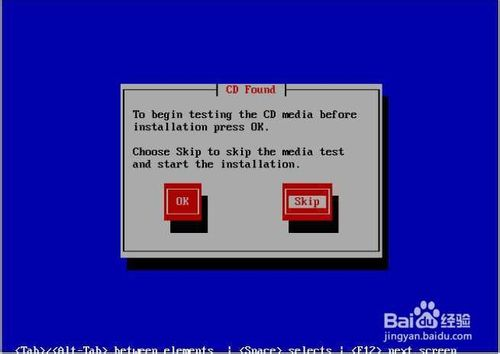 CD Found
To begin testing the CD media before
installation press OK.
Choose Skip to skip the media test
and start the installation.
OK
Skip
Baidu经验
jingyan.baidu.com
<Tab>/<Alt-Tab> between elements | <Space> selects | <F12> next screen